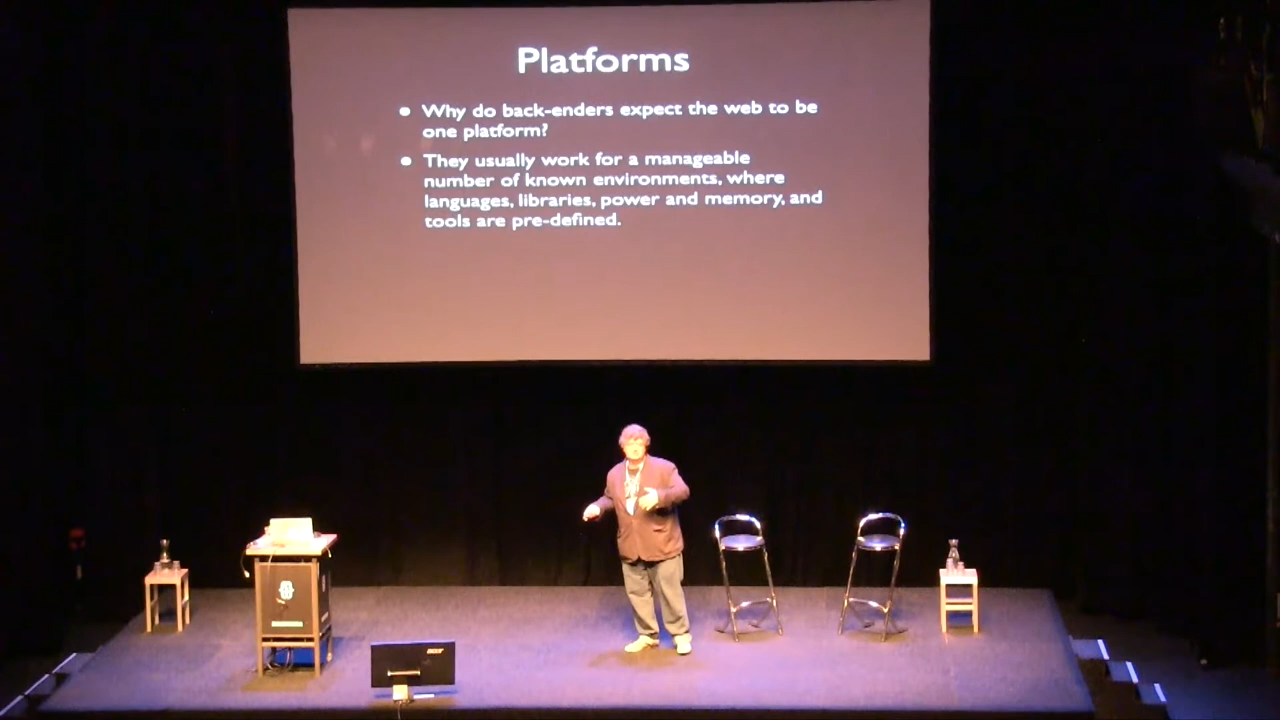 Platforms
Why do back-enders expect the web to be
one platform?
They usually work for a manageable
number of known environments, where
languages, libraries, power and memory, and
tools are pre-defined.
acer